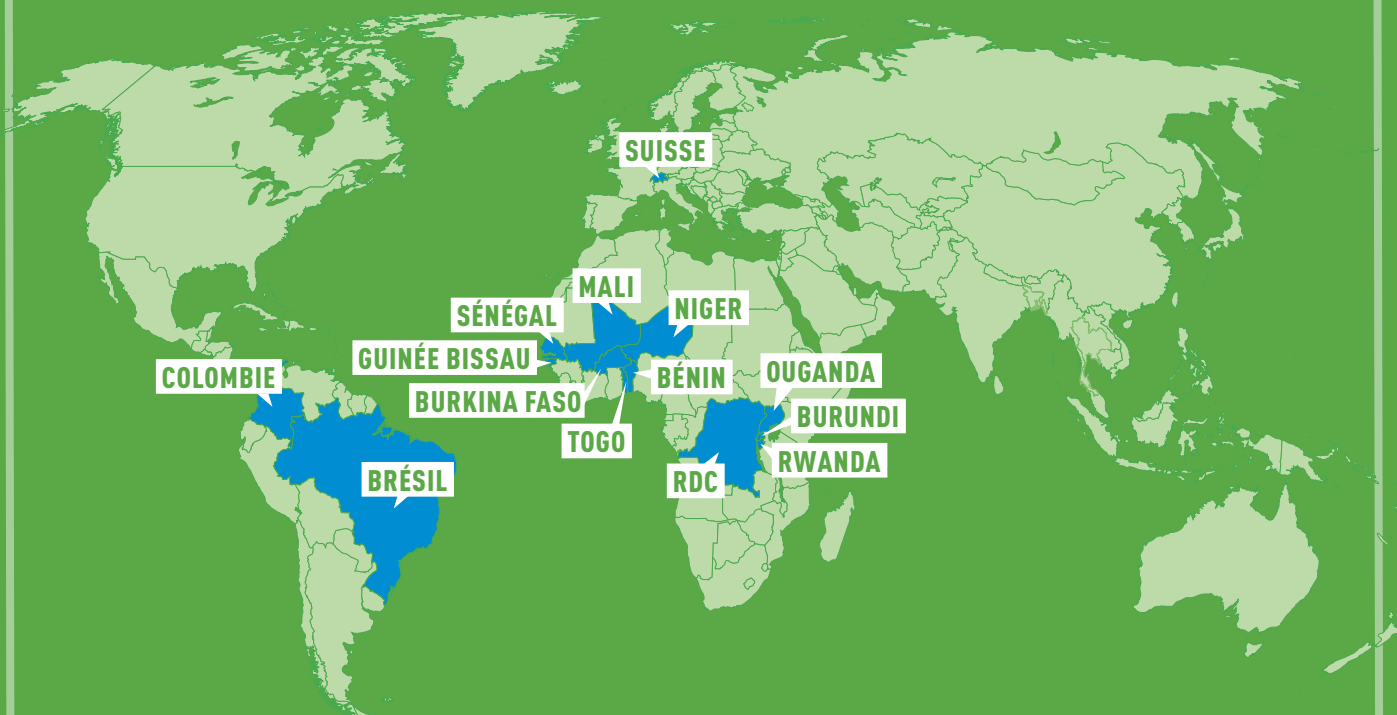 SUISSE
MALI
NIGER
SÉNÉGAL
GUINÉE BISSAU
BÉNIN
OUGANDA
COLOMBIE
BURKINA FASO
BURUNDI
TOGO
RWANDA
BRÉSIL
RDC